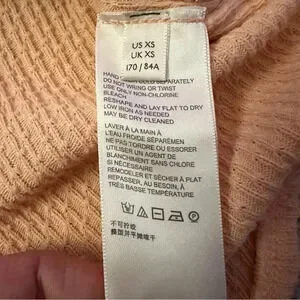 US XS
UK XS
170 / 84A
HAND COLD SEPARATELY
DO NOT WRING OR TWIST
USE ONLY NON-CHLORINE
BLEACH
RESHAPE AND LAY FLAT TO DRY
LOW IRON AS NEEDED
MAY BE DRY CLEANED
LAVER À LA MAIN À
L'EAU FROIDE SÉPARÉMEN
NE PAS TORDRE OU ESSORER
UTILISER UN AGENT DE
BLANCHIMENT SANS CHLORE
SI NÉCESSAIRE
REMODELER ET SÉCHER À PLAT
REPASSER, AU BESOIN, À
TRÈS BASSE TEMPÉRATURE
不可拧绞